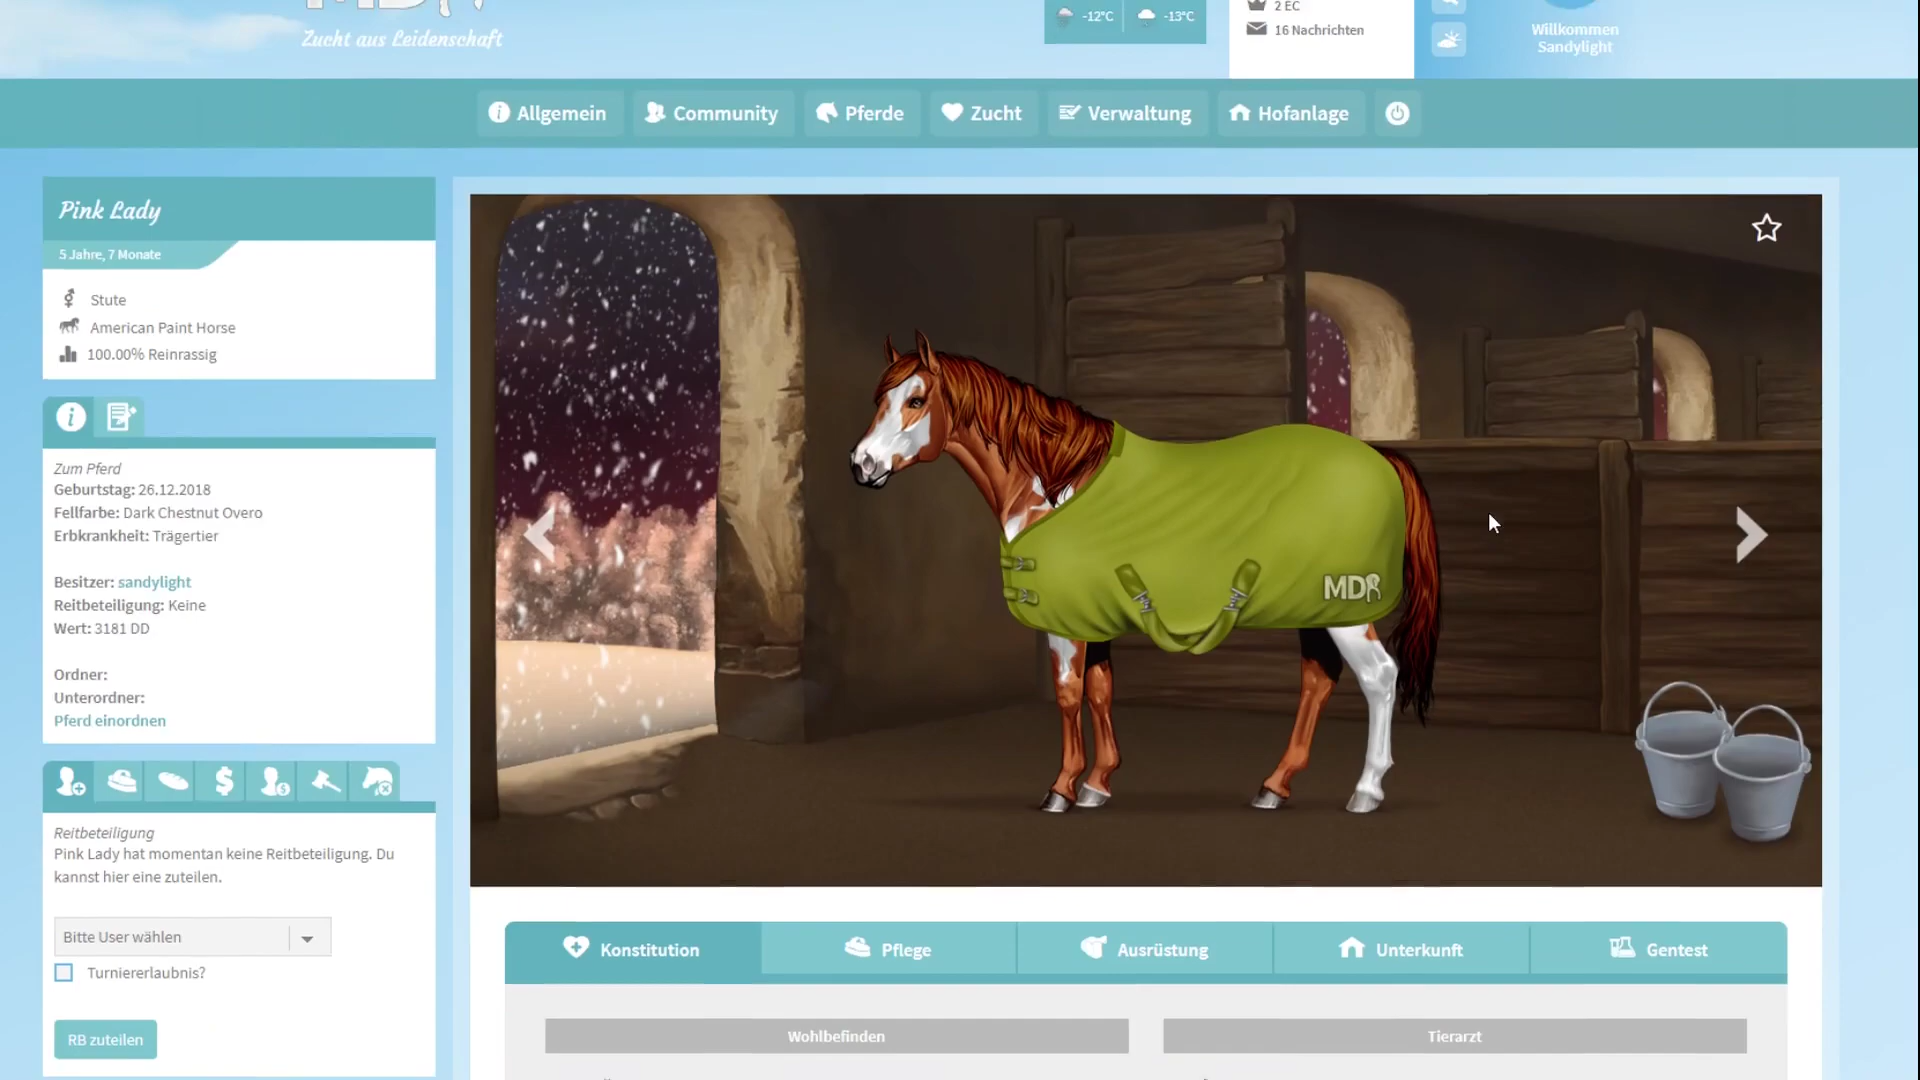 MDR
Zucht aus Leidenschaft
-12°C
-13°C
2 EC
16 Nachrichten
Willkommen
Sandylight
Allgemein
Community
Pferde
Zucht
Verwaltung
Hofanlage
Pink Lady
5 Jahre, 7 Monate
Stute
American Paint Horse
100.00% Reinrassig
Zum Pferd
Geburtstag: 26.12.2018
Fellfarbe: Dark Chestnut Overo
Erbkrankheit: Trägertier
Besitzer: sandylight
Reitbeteiligung: Keine
Wert: 3181 DD
Ordner:
Unterordner:
Pferd einordnen
Reitbeteiligung
Pink Lady hat momentan keine Reitbeteiligung. Du
kannst hier eine zuteilen.
Bitte User wählen
Turniererlaubnis?
RB zuteilen
MDR
Konstitution
Pflege
Ausrüstung
Unterkunft
Gentest
Wohlbefinden
Tierarzt